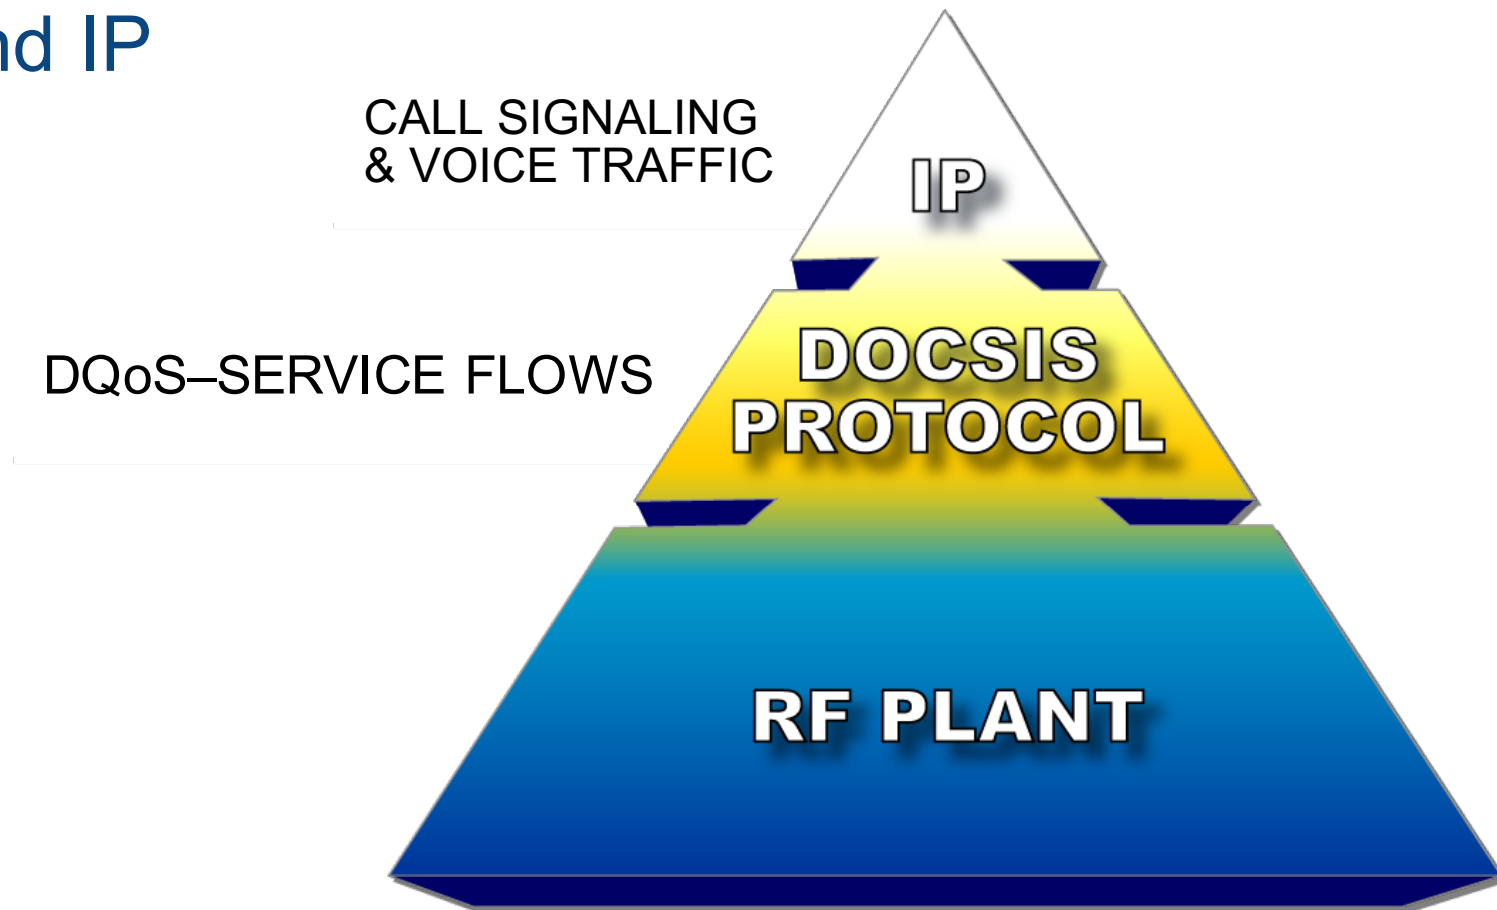 nd IP
CALL SIGNALING
& VOICE TRAFFIC
IP
DQoS–SERVICE FLOWS
DOCSIS
PROTOCOL
RF PLANT